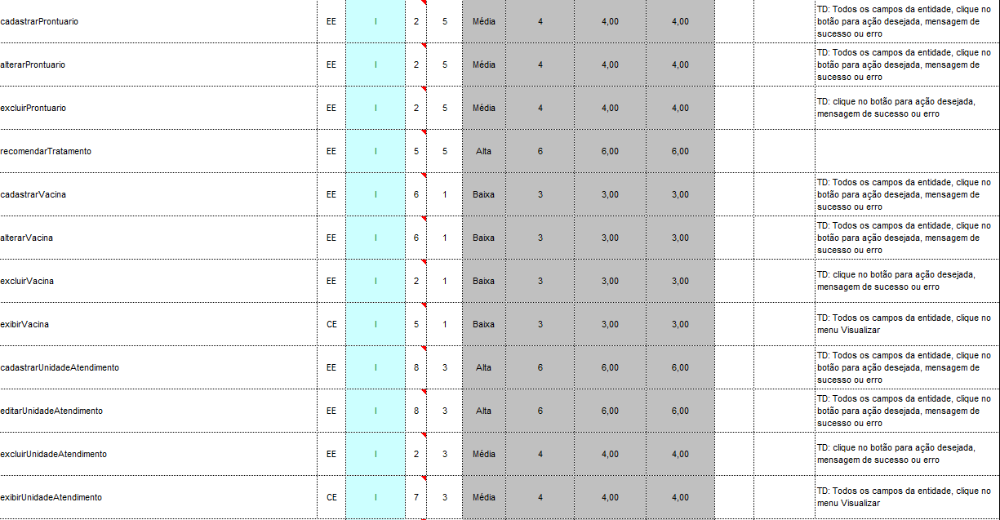 TD: Todos os campos da entidade, clique no
cadastrarProntuario EE I 2 5 Média 4 4,00 4,00 botão para ação desejada, mensagem de
sucesso ou erro
TD: Todos os campos da entidade, clique no
alterarProntuario EE I 2 5 Média 4 4,00 4,00 botão para ação desejada, mensagem de
sucesso ou erro
excluirProntuario EE I 2 5 Média 4 4,00 4,00 TD: clique no botão para ação desejada,
mensagem de sucesso ou erro
recomendarTratamento EE I 5 5 Alta 6 6,00 6,00
TD: Todos os campos da entidade, clique no
cadastrarVacina EE I 6 1 Baixa 3 3,00 3,00 botão para ação desejada, mensagem de
sucesso ou erro
TD: Todos os campos da entidade, clique no
alterarVacina EE I 6 1 Baixa 3 3,00 3,00 botão para ação desejada, mensagem de
sucesso ou erro
excluirVacina EE I 2 1 Baixa 3 3,00 3,00 TD: clique no botão para ação desejada,
mensagem de sucesso ou erro
exibirVacina CE I 5 1 Baixa 3 3,00 3,00 TD: Todos os campos da entidade, clique no
menu Visualizar
TD: Todos os campos da entidade, clique no
cadastrarUnidadeAtendimento EE I 8 3 Alta 6 6,00 6,00 botão para ação desejada, mensagem de
sucesso ou erro
TD: Todos os campos da entidade, clique no
editarUnidadeAtendimento EE I 8 3 Alta 6 6,00 6,00 botão para ação desejada, mensagem de
sucesso ou erro
excluirUnidadeAtendimento EE I 2 3 Média 4 4,00 4,00 TD: clique no botão para ação desejada,
mensagem de sucesso ou erro
exibirUnidadeAtendimento CE I 7 3 Média 4 4,00 4,00 TD: Todos os campos da entidade, clique no
menu Visualizar